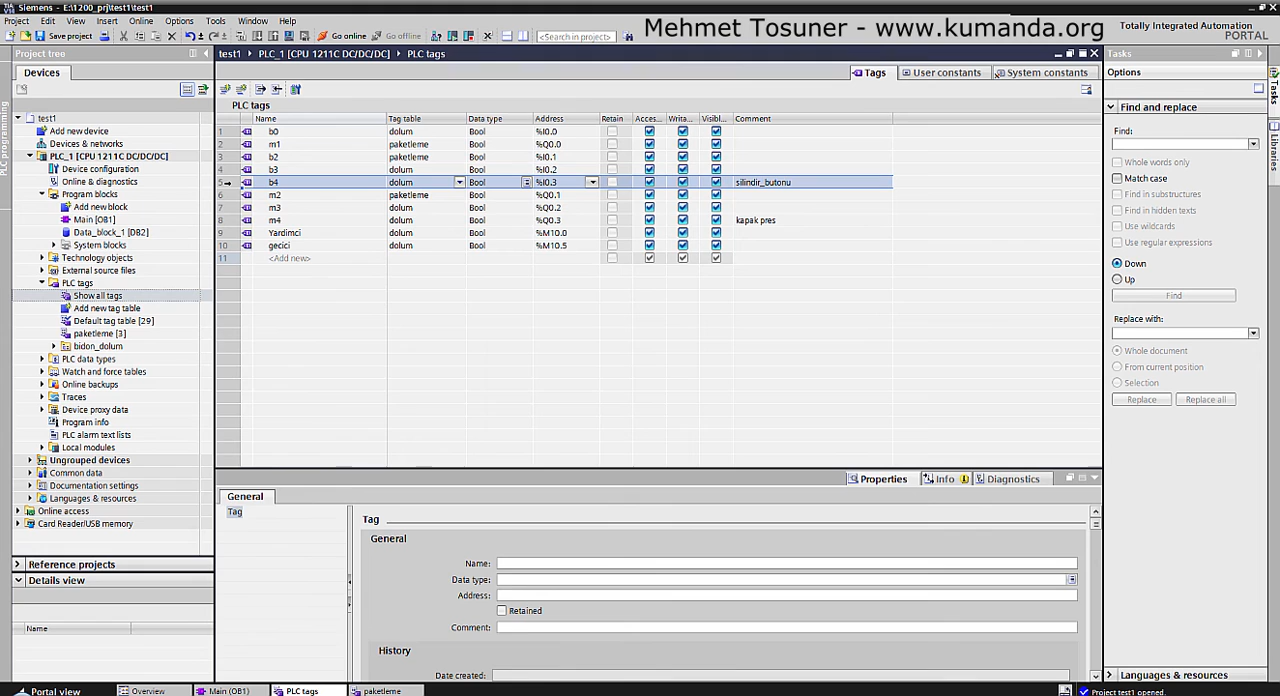 Siemens - E:\1200_prj\test1\test1
Mehmet Tosuner - www.kumanda.org
Project Edit View Insert Online Options Tools Window Help
Totally Integrated Automation
PORTAL
Save project
Go online
Go offline
<Search in project>
Project tree
test1 PLC_1 [CPU 1211C DC/DC/DC] PLC tags
Tasks
Devices
Tags
User constants
System constants
Options
PLC programming
Tasks
Libraries
test1
Add new device
Devices & networks
PLC_1 [CPU 1211C DC/DC/DC]
Device configuration
Online & diagnostics
Program blocks
Add new block
Main [OB1]
Data_block_1 [DB2]
System blocks
Technology objects
External source files
PLC tags
Show all tags
Add new tag table
Default tag table [29]
paketleme [3]
bidon_dolum
PLC data types
Watch and force tables
Online backups
Traces
Device proxy data
Program info
PLC alarm text lists
Local modules
Ungrouped devices
Common data
Documentation settings
Languages & resources
Online access
Card Reader/USB memory
Reference projects
Details view
Name
PLC tags
Name Tag table Data type Address Retain Acces... Writa... Visibl... Comment
1 b0 dolum Bool %I0.0
2 m1 paketleme Bool %Q0.0
3 b2 paketleme Bool %I0.1
4 b3 dolum Bool %I0.2
5 b4 dolum Bool %I0.3 silindir_butonu
6 m2 paketleme Bool %Q0.1
7 m3 dolum Bool %Q0.2
8 m4 dolum Bool %Q0.3 kapak pres
9 Yardimci dolum Bool %M10.0
10 gecici dolum Bool %M10.5
11 <Add new>
Properties
Info
Diagnostics
General
Tag
Tag
General
Name:
Data type:
Address:
Retained
Comment:
History
Date created:
Find and replace
Find:
Whole words only
Match case
Find in substructures
Find in hidden texts
Use wildcards
Use regular expressions
Down
Up
Find
Replace with:
Whole document
From current position
Selection
Replace
Replace all
Languages & resources
Portal view
Overview
Main (OB1)
PLC tags
paketleme
Project test1 opened.